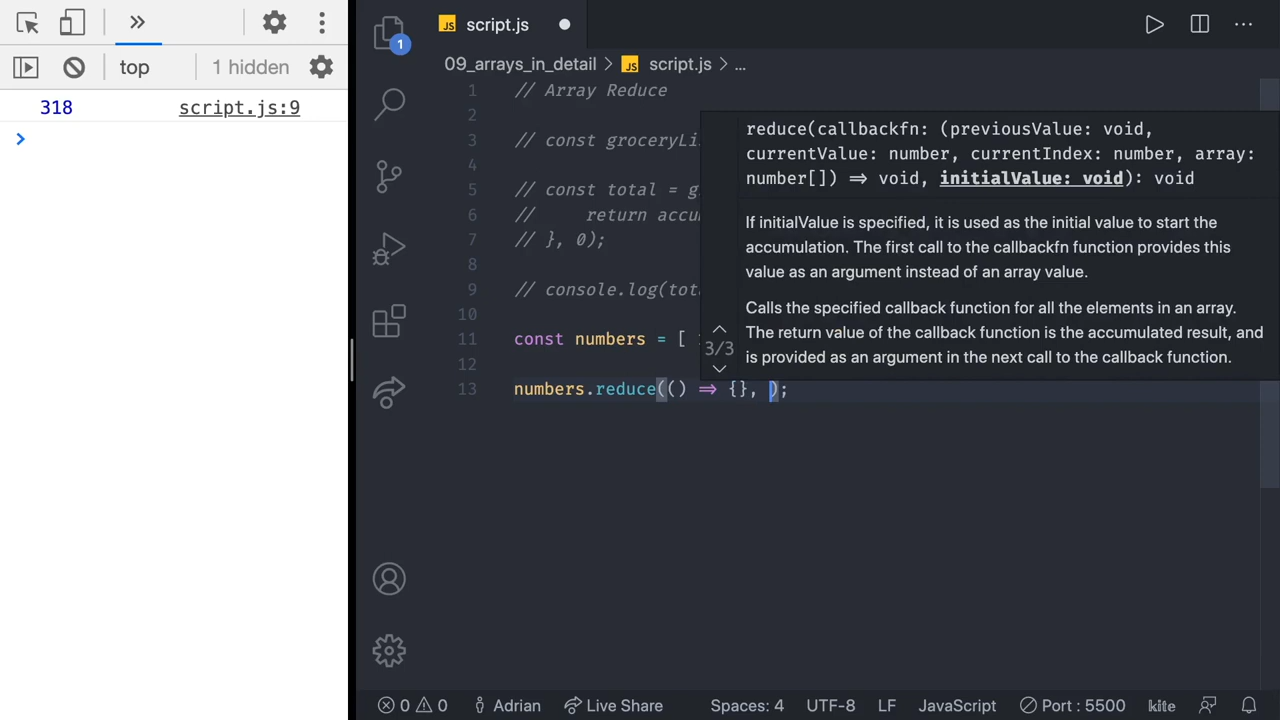 top
1 hidden
318 script.js:9
1
JS script.js
09_arrays_in_detail > JS script.js > ...
1 // Array Reduce
2
3 // const groceryLi
4
5 // const total = g
6 // return accu
7 // }, 0);
8
9 // console.log(tot
10
11 const numbers = [
12
13 numbers.reduce(() => {}, );
reduce(callbackfn: (previousValue: void,
currentValue: number, currentIndex: number, array:
number[]) => void, initialValue: void): void
If initialValue is specified, it is used as the initial value to start the
accumulation. The first call to the callbackfn function provides this
value as an argument instead of an array value.
Calls the specified callback function for all the elements in an array.
The return value of the callback function is the accumulated result, and
is provided as an argument in the next call to the callback function.
3/3
0 0 Adrian Live Share Spaces: 4 UTF-8 LF JavaScript Port : 5500 kite